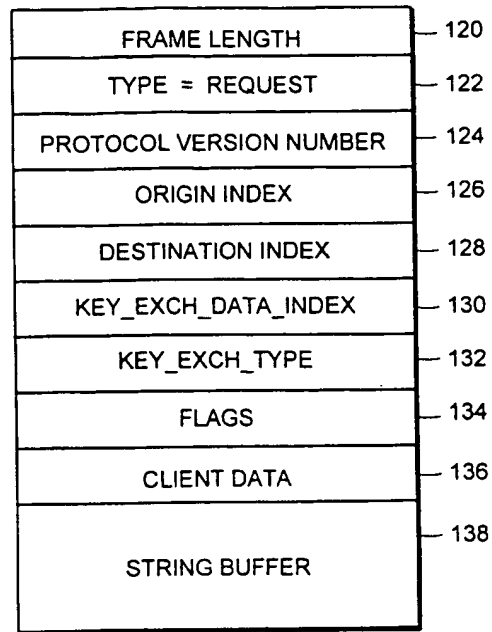 FRAME LENGTH 120
TYPE = REQUEST 122
PROTOCOL VERSION NUMBER 124
ORIGIN INDEX 126
DESTINATION INDEX 128
KEY_EXCH_DATA_INDEX 130
KEY_EXCH_TYPE 132
FLAGS 134
CLIENT DATA 136
STRING BUFFER 138